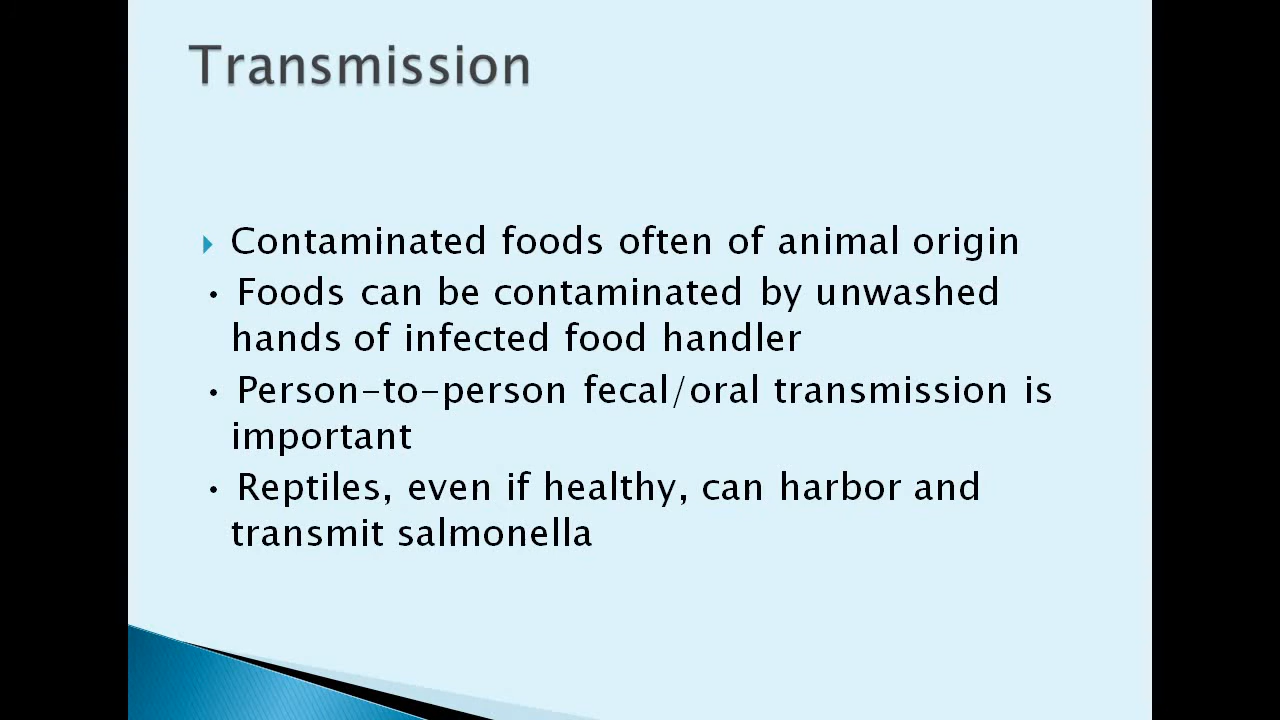 Transmission
Contaminated foods often of animal origin
• Foods can be contaminated by unwashed
hands of infected food handler
• Person-to-person fecal/oral transmission is
important
• Reptiles, even if healthy, can harbor and
transmit salmonella